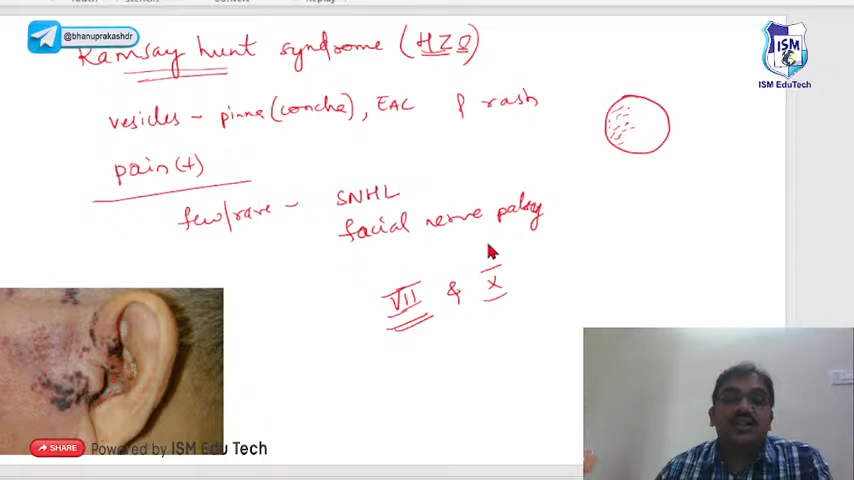 @bhanuprakashdr
Ramsay hunt syndrome (HZO)
ISM
ISM EduTech
vesicles - pinna (concha), EAC rash
pain (+)
few/rare - SNHL
facial nerve palsy
VII & X
SHARE
Powered by ISM Edu Tech